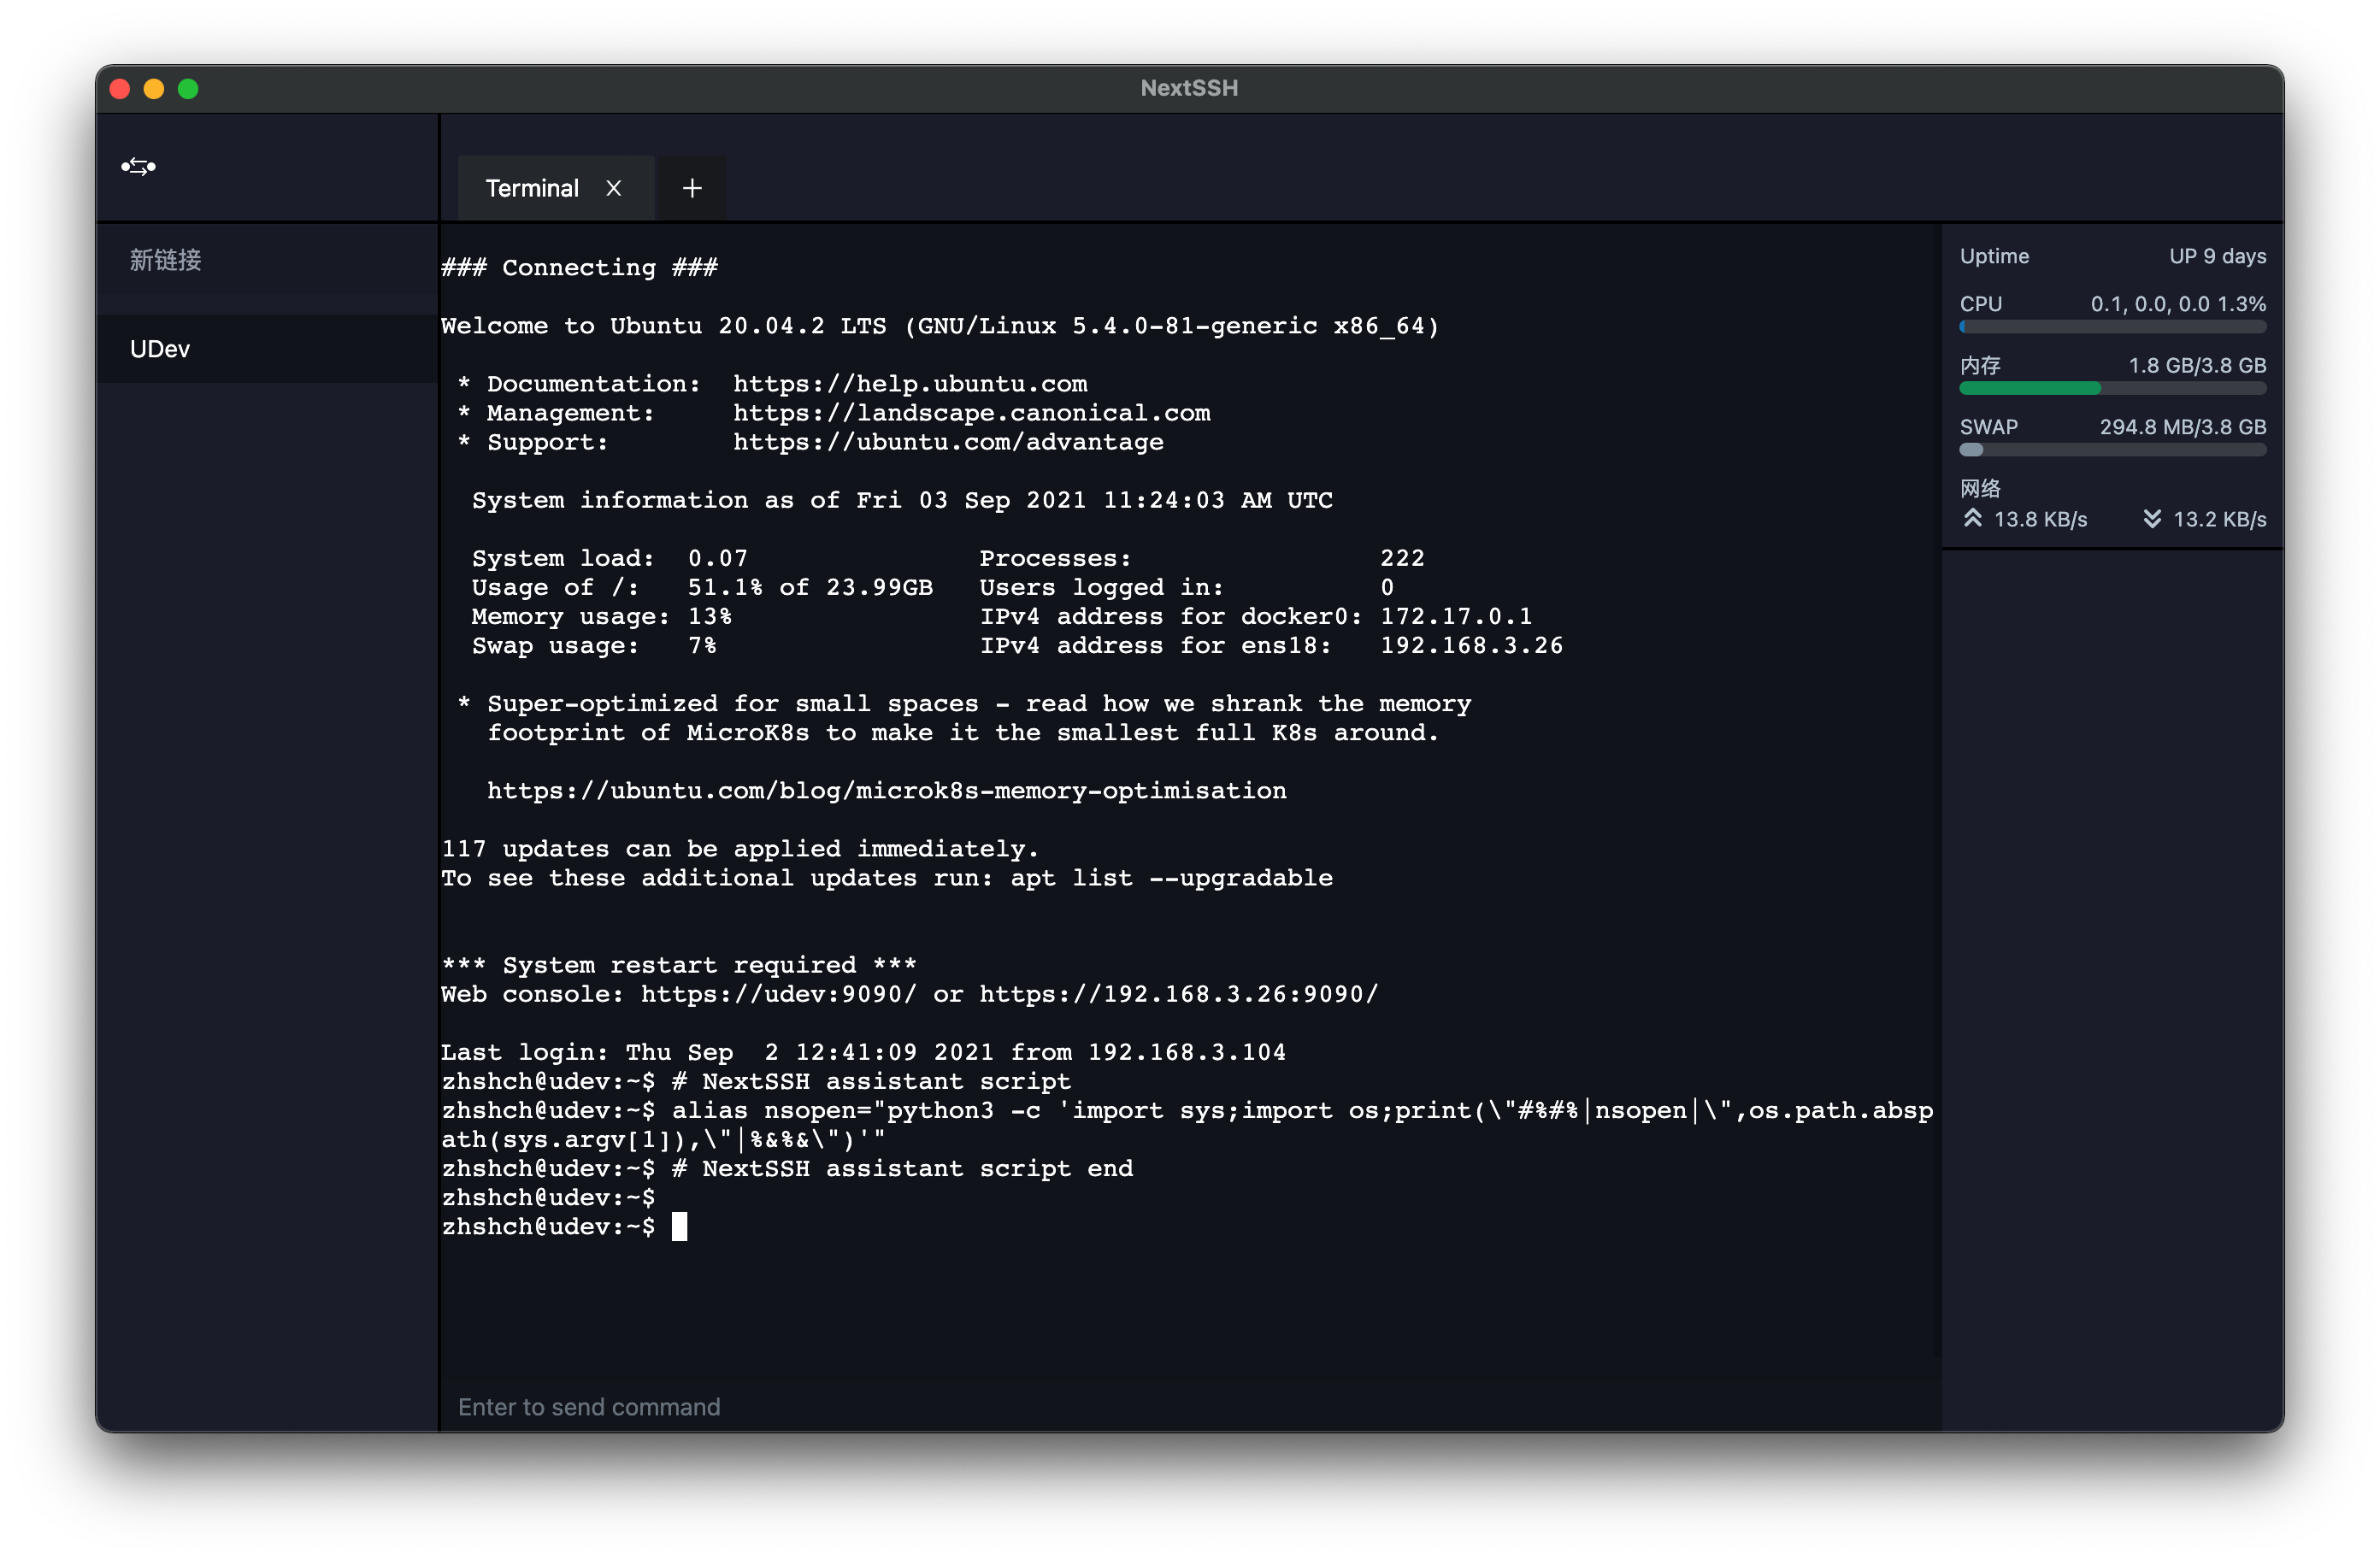 NextSSH
Terminal X +
新链接
UDev
### Connecting ###
Welcome to Ubuntu 20.04.2 LTS (GNU/Linux 5.4.0-81-generic x86_64)
 * Documentation:  https://help.ubuntu.com
 * Management:     https://landscape.canonical.com
 * Support:        https://ubuntu.com/advantage
  System information as of Fri 03 Sep 2021 11:24:03 AM UTC
  System load:  0.07               Processes:                222
  Usage of /:   51.1% of 23.99GB   Users logged in:          0
  Memory usage: 13%                IPv4 address for docker0: 172.17.0.1
  Swap usage:   7%                 IPv4 address for ens18:   192.168.3.26
 * Super-optimized for small spaces - read how we shrank the memory
   footprint of MicroK8s to make it the smallest full K8s around.
   https://ubuntu.com/blog/microk8s-memory-optimisation
117 updates can be applied immediately.
To see these additional updates run: apt list --upgradable
*** System restart required ***
Web console: https://udev:9090/ or https://192.168.3.26:9090/
Last login: Thu Sep  2 12:41:09 2021 from 192.168.3.104
zhshch@udev:~$ # NextSSH assistant script
zhshch@udev:~$ alias nsopen="python3 -c 'import sys;import os;print(\"#%#%|nsopen|\",os.path.absp
ath(sys.argv[1]),\"|%&%&\")'"
zhshch@udev:~$ # NextSSH assistant script end
zhshch@udev:~$
zhshch@udev:~$
Enter to send command
Uptime UP 9 days
CPU 0.1, 0.0, 0.0 1.3%
内存 1.8 GB/3.8 GB
SWAP 294.8 MB/3.8 GB
网络
13.8 KB/s 13.2 KB/s